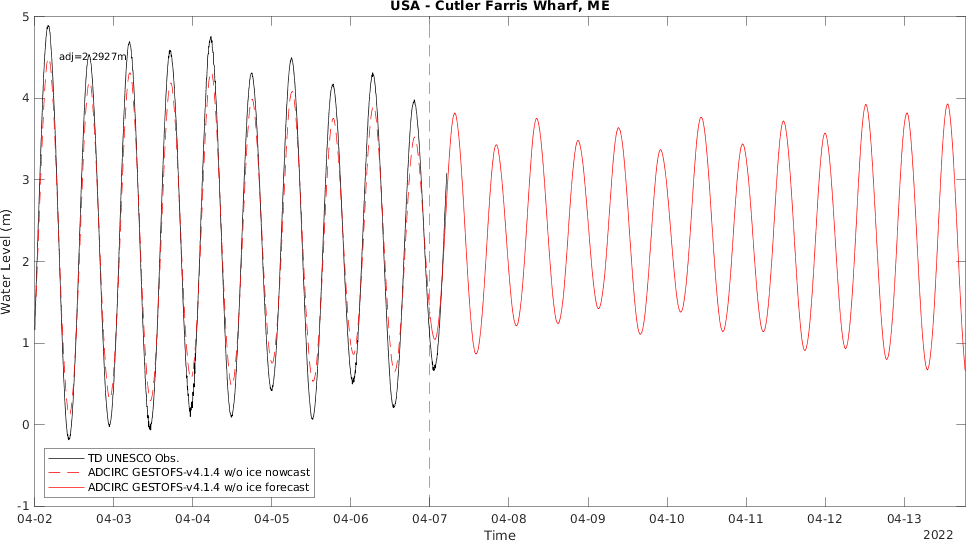 USA - Cutler Farris Wharf, ME
adj=2.2927m
Water Level (m)
5
4
3
2
1
0
-1
TD UNESCO Obs.
ADCIRC GESTOFS-v4.1.4 w/o ice nowcast
ADCIRC GESTOFS-v4.1.4 w/o ice forecast
04-02 04-03 04-04 04-05 04-06 04-07 04-08 04-09 04-10 04-11 04-12 04-13
Time
2022